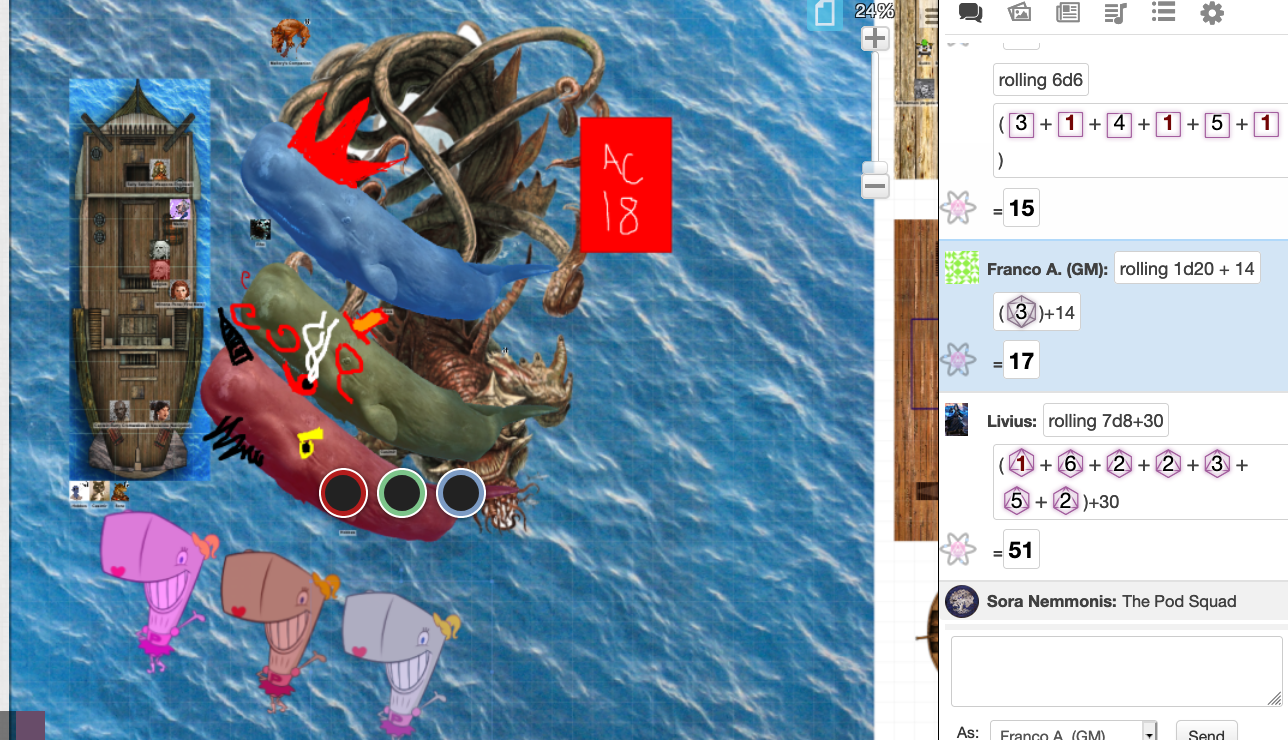 24%
AC
18
rolling 6d6
( 3 + 1 + 4 + 1 + 5 + 1
)
= 15
Franco A. (GM): rolling 1d20 + 14
(3)+14
= 17
Livius: rolling 7d8+30
( 1 + 6 + 2 + 2 + 3 +
5 + 2 )+30
= 51
Sora Nemmonis: The Pod Squad
As: Franco A. (GM) Send